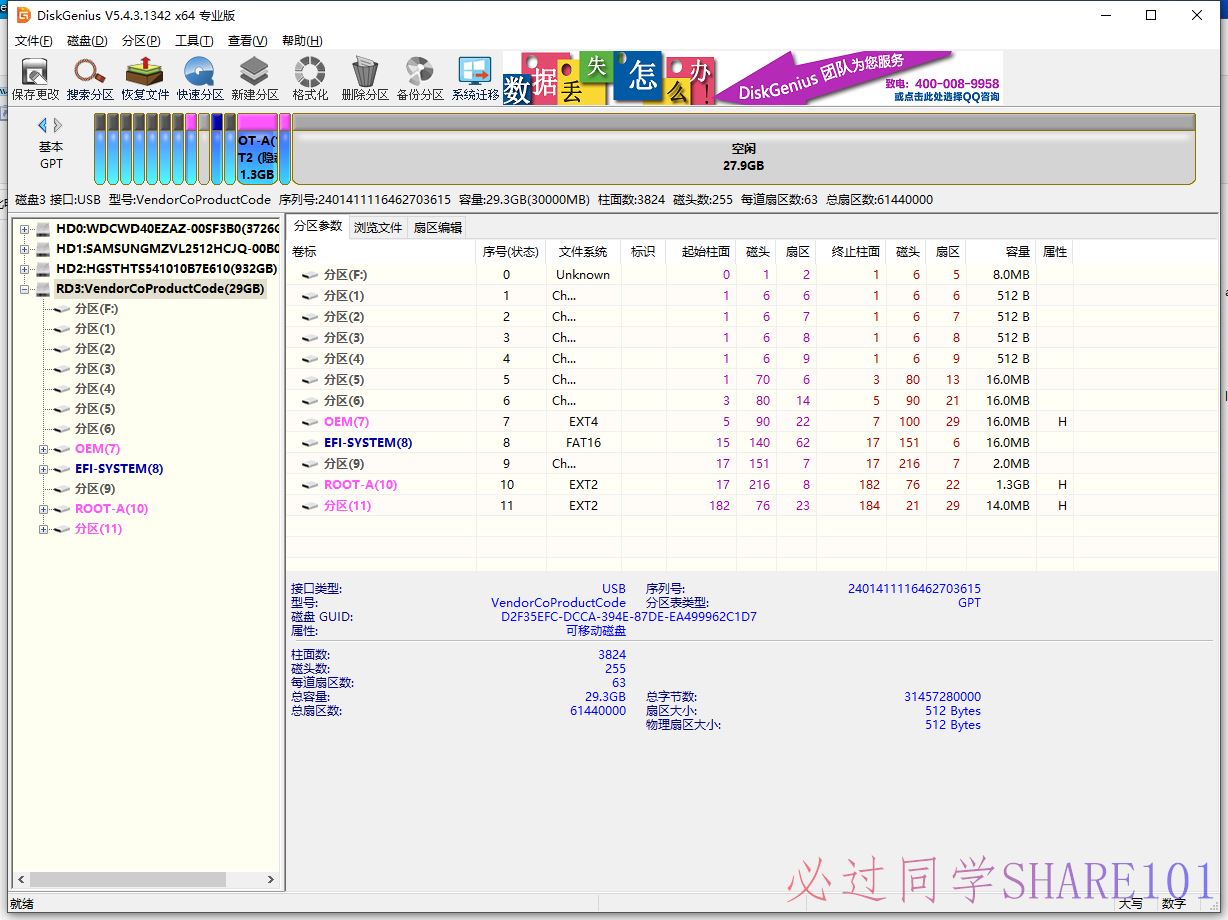 DiskGenius V5.4.3.1342 x64 专业版
文件(F) 磁盘(D) 分区(P) 工具(T) 查看(V) 帮助(H)
保存更改 搜索分区 恢复文件 快速分区 新建分区 格式化 删除分区 备份分区 系统迁移
数据丢失怎么办!
DiskGenius 团队为您服务
致电: 400-008-9958
或点击此处选择QQ咨询
基本
GPT
OT-A(
T2 (隐
1.3GB
空闲
27.9GB
磁盘3 接口:USB 型号:VendorCoProductCode 序列号:2401411116462703615 容量:29.3GB(30000MB) 柱面数:3824 磁头数:255 每道扇区数:63 总扇区数:61440000
HD0:WDCWD40EZAZ-00SF3B0(3726G
HD1:SAMSUNGMZVL2512HCJQ-00B0
HD2:HGSTHTS541010B7E610(932GB)
RD3:VendorCoProductCode(29GB)
分区(F:)
分区(1)
分区(2)
分区(3)
分区(4)
分区(5)
分区(6)
OEM(7)
EFI-SYSTEM(8)
分区(9)
ROOT-A(10)
分区(11)
分区参数 浏览文件 扇区编辑
卷标 序号(状态) 文件系统 标识 起始柱面 磁头 扇区 终止柱面 磁头 扇区 容量 属性
分区(F:) 0 Unknown 0 1 2 1 6 5 8.0MB
分区(1) 1 Ch... 1 6 6 1 6 6 512 B
分区(2) 2 Ch... 1 6 7 1 6 7 512 B
分区(3) 3 Ch... 1 6 8 1 6 8 512 B
分区(4) 4 Ch... 1 6 9 1 6 9 512 B
分区(5) 5 Ch... 1 70 6 3 80 13 16.0MB
分区(6) 6 Ch... 3 80 14 5 90 21 16.0MB
OEM(7) 7 EXT4 5 90 22 7 100 29 16.0MB H
EFI-SYSTEM(8) 8 FAT16 15 140 62 17 151 6 16.0MB
分区(9) 9 Ch... 17 151 7 17 216 7 2.0MB
ROOT-A(10) 10 EXT2 17 216 8 182 76 22 1.3GB H
分区(11) 11 EXT2 182 76 23 184 21 29 14.0MB H
接口类型: USB 序列号: 2401411116462703615
型号: VendorCoProductCode 分区表类型: GPT
磁盘 GUID: D2F35EFC-DCCA-394E-87DE-EA499962C1D7
属性: 可移动磁盘
柱面数: 3824
磁头数: 255
每道扇区数: 63
总容量: 29.3GB 总字节数: 31457280000
总扇区数: 61440000 扇区大小: 512 Bytes
物理扇区大小: 512 Bytes
必过同学SHARE101
就绪 大写 数字